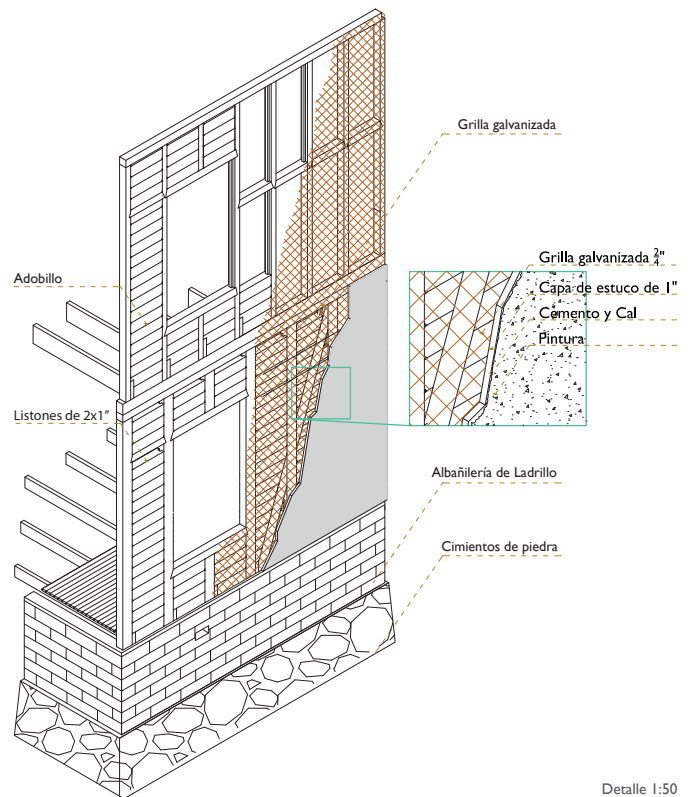 Grilla galvanizada
Grilla galvanizada 2/4"
Adobillo
Capa de estuco de 1"
Cemento y Cal
Pintura
Listones de 2x1"
Albañilería de Ladrillo
Cimientos de piedra
Detalle 1:50